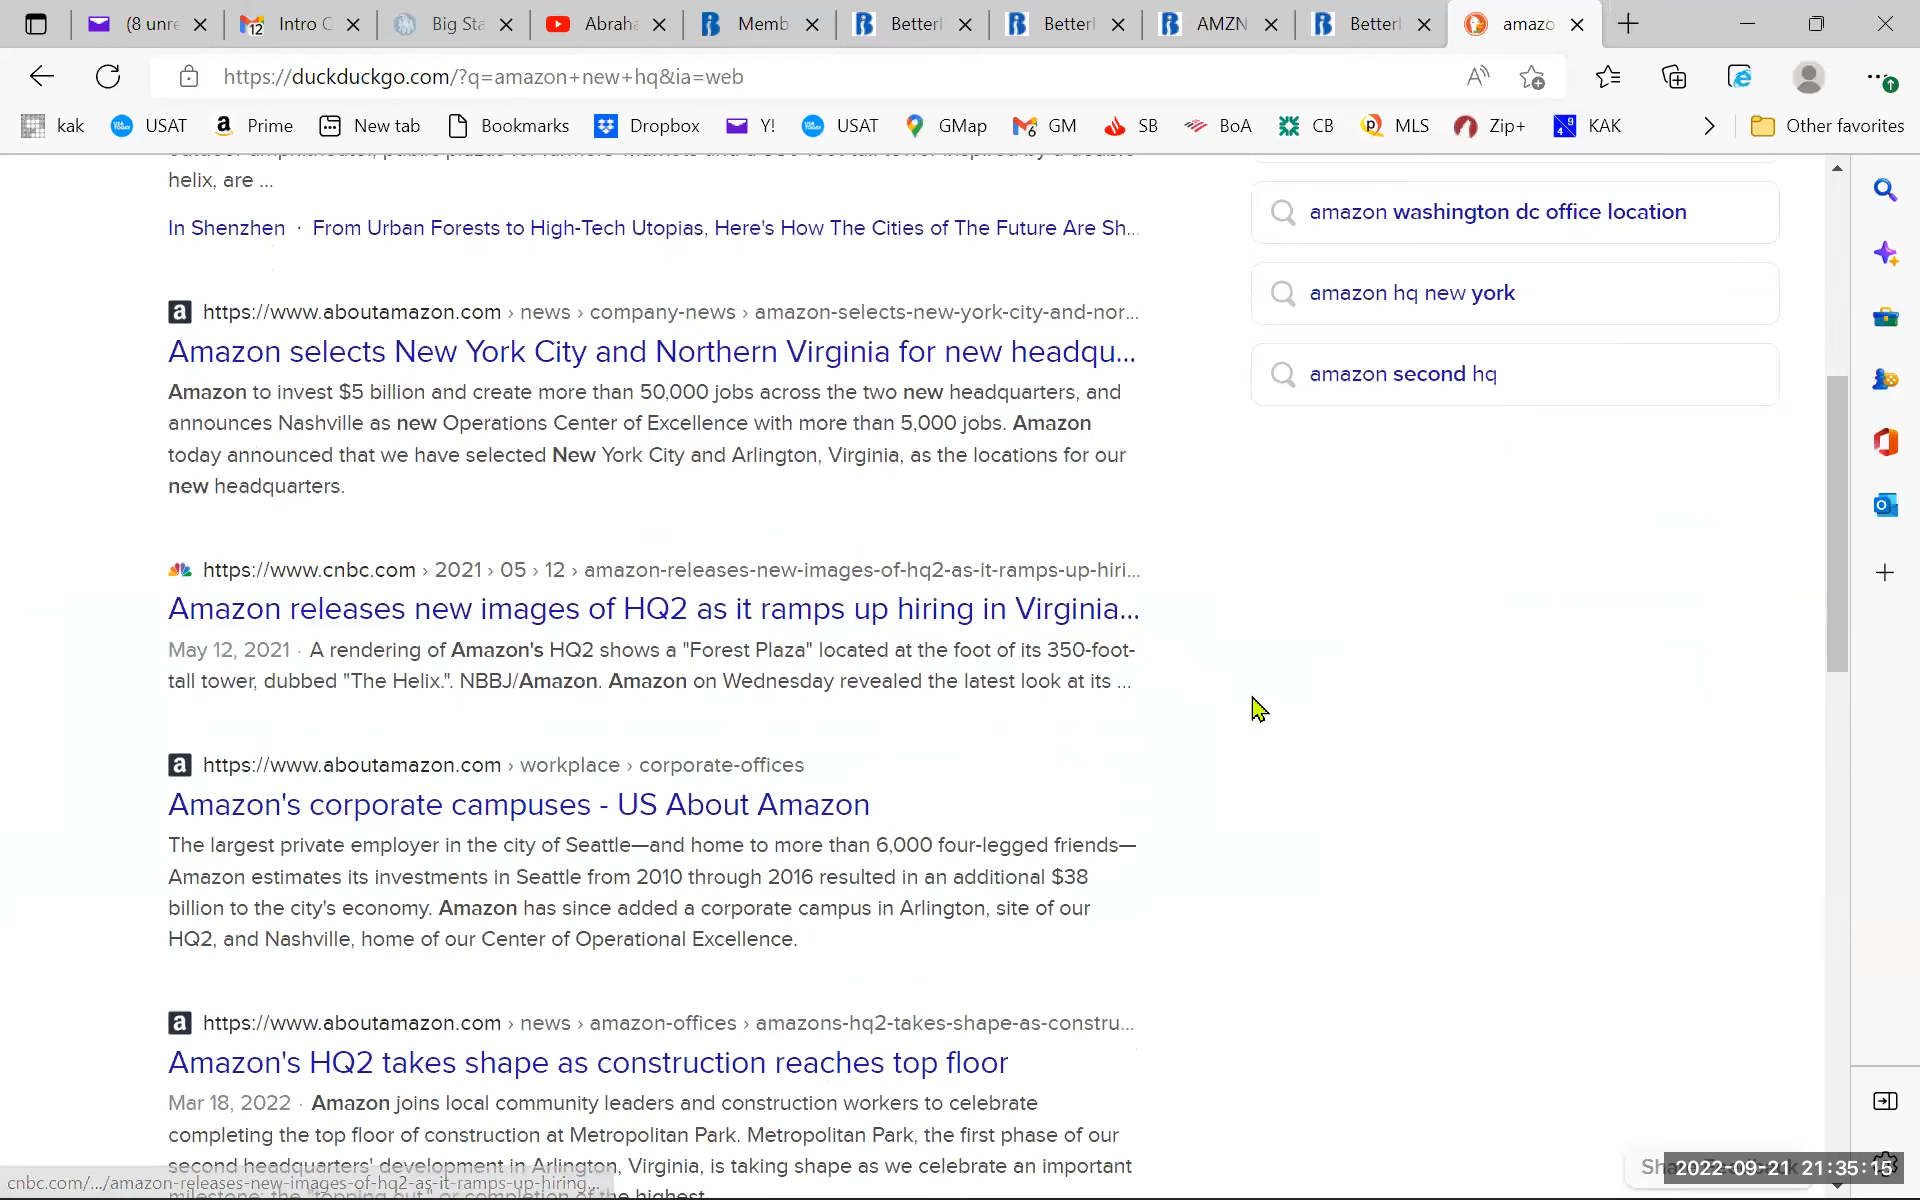 (8 unre
12
Intro C
Big Sta
Abraha
Memb
Betterl
Betterl
AMZN
Betterl
amazo
https://duckduckgo.com/?q=amazon+new+hq&ia=web
kak
USAT
Prime
New tab
Bookmarks
Dropbox
Y!
USAT
GMap
GM
SB
BoA
CB
MLS
Zip+
KAK
Other favorites
helix, are ...
In Shenzhen · From Urban Forests to High-Tech Utopias, Here's How The Cities of The Future Are Sh...
https://www.aboutamazon.com › news › company-news › amazon-selects-new-york-city-and-nor...
Amazon selects New York City and Northern Virginia for new headqu...
Amazon to invest $5 billion and create more than 50,000 jobs across the two new headquarters, and
announces Nashville as new Operations Center of Excellence with more than 5,000 jobs. Amazon
today announced that we have selected New York City and Arlington, Virginia, as the locations for our
new headquarters.
https://www.cnbc.com › 2021 › 05 › 12 › amazon-releases-new-images-of-hq2-as-it-ramps-up-hiri...
Amazon releases new images of HQ2 as it ramps up hiring in Virginia...
May 12, 2021 · A rendering of Amazon's HQ2 shows a "Forest Plaza" located at the foot of its 350-foot-
tall tower, dubbed "The Helix.". NBBJ/Amazon. Amazon on Wednesday revealed the latest look at its ...
https://www.aboutamazon.com › workplace › corporate-offices
Amazon's corporate campuses - US About Amazon
The largest private employer in the city of Seattle—and home to more than 6,000 four-legged friends—
Amazon estimates its investments in Seattle from 2010 through 2016 resulted in an additional $38
billion to the city's economy. Amazon has since added a corporate campus in Arlington, site of our
HQ2, and Nashville, home of our Center of Operational Excellence.
https://www.aboutamazon.com › news › amazon-offices › amazons-hq2-takes-shape-as-constru...
Amazon's HQ2 takes shape as construction reaches top floor
Mar 18, 2022 · Amazon joins local community leaders and construction workers to celebrate
completing the top floor of construction at Metropolitan Park. Metropolitan Park, the first phase of our
second headquarters' development in Arlington, Virginia, is taking shape as we celebrate an important
amazon washington dc office location
amazon hq new york
amazon second hq
cnbc.com/.../amazon-releases-new-images-of-hq2-as-it-ramps-up-hiring...
2022-09-21 21:35:15